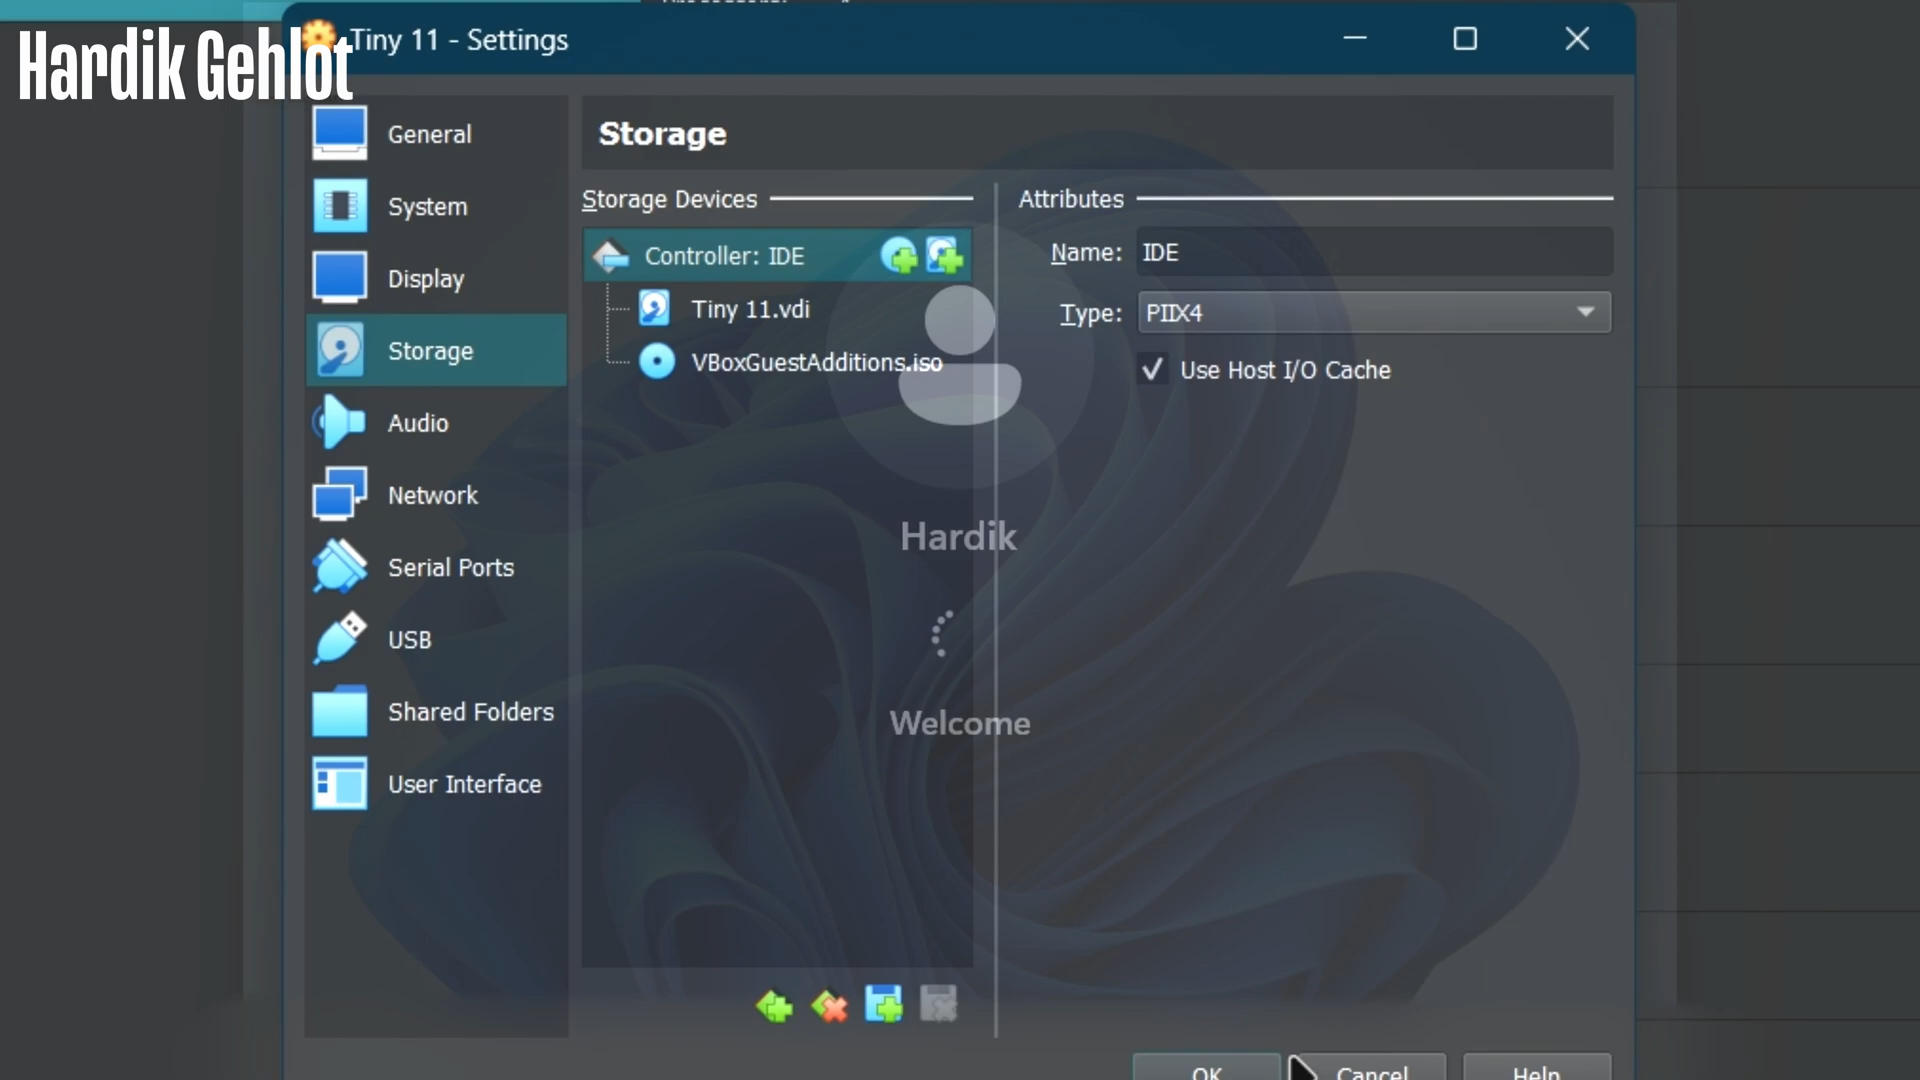 Hardik Gehlot
Tiny 11 - Settings
General
System
Display
Storage
Audio
Network
Serial Ports
USB
Shared Folders
User Interface
Storage
Storage Devices
Controller: IDE
Tiny 11.vdi
VBoxGuestAdditions.iso
Attributes
Name: IDE
Type: PIIX4
Use Host I/O Cache
Hardik
Welcome
OK
Cancel
Help